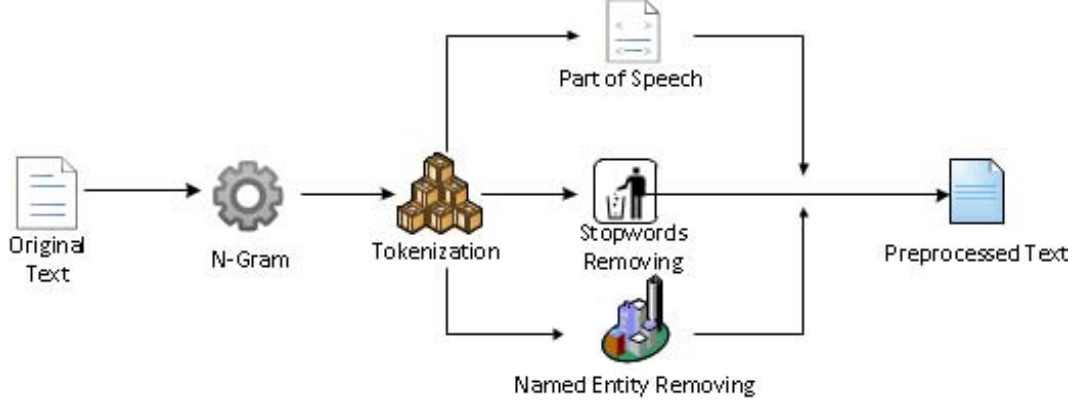 Part of Speech
Original
Text
N-Gram
Tokenization
Stopwords
Removing
Preprocessed Text
Named Entity Removing